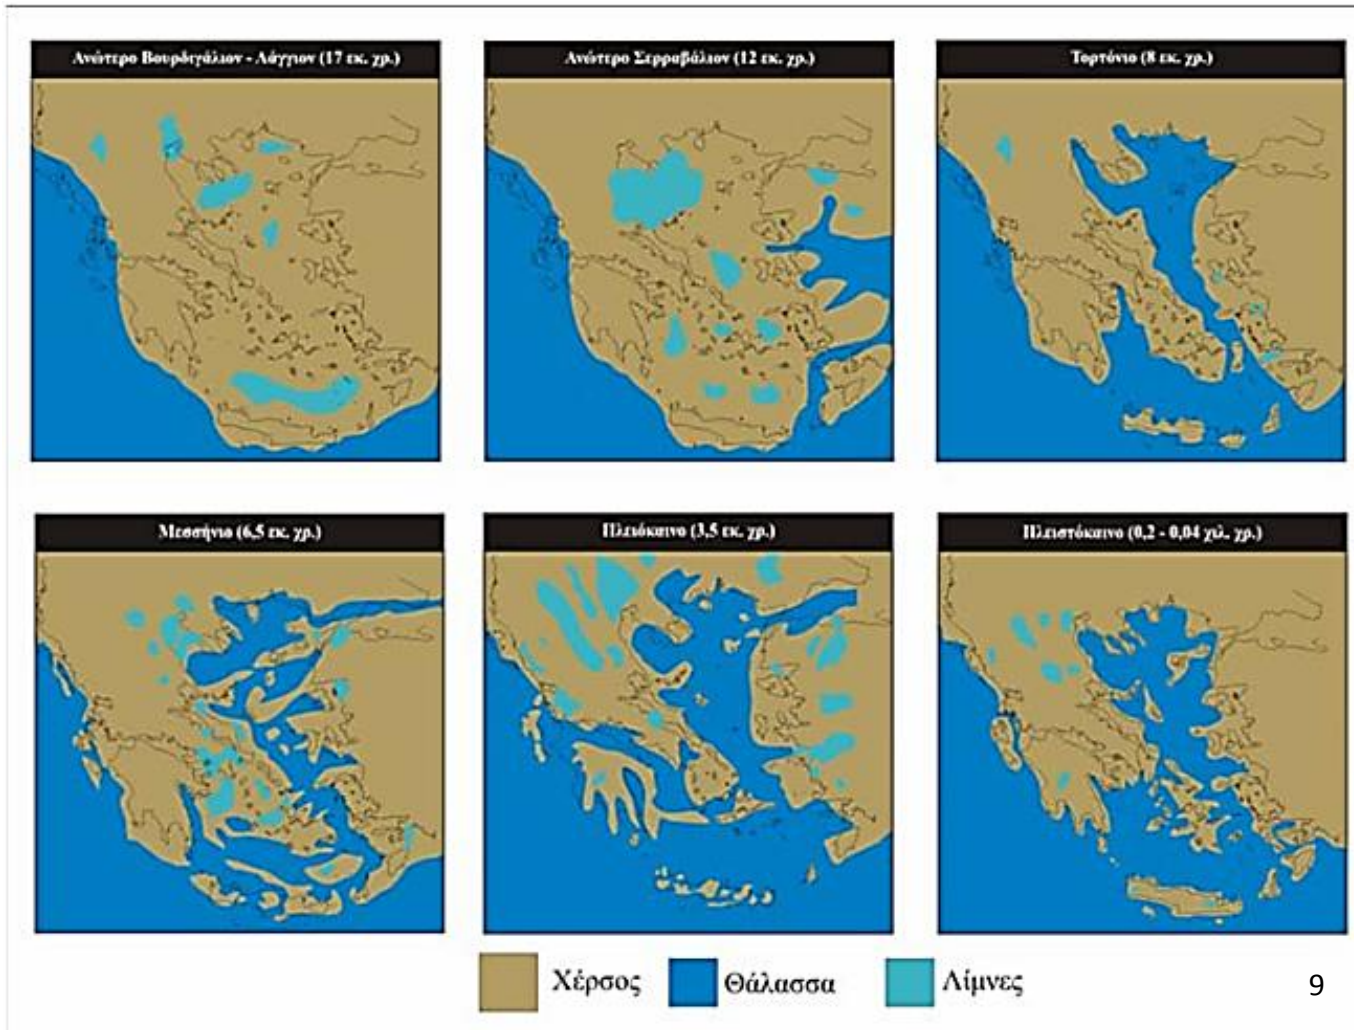 Ανώτερο Βουρδιγάλιον - Λάγγιον (17 εκ. χρ.)
Ανώτερο Σερραβάλιον (12 εκ. χρ.)
Τορτόνιο (8 εκ. χρ.)
Μεσσήνιο (6,5 εκ. χρ.)
Πλειόκαινο (3,5 εκ. χρ.)
Πλειστόκαινο (0,2 - 0,04 χιλ. χρ.)
Χέρσος
Θάλασσα
Λίμνες
9